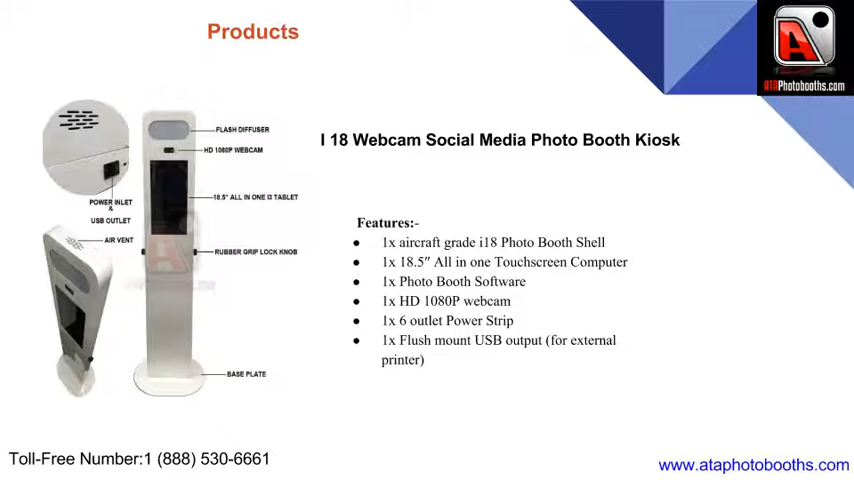 Products
ATAPhotobooths.com
I 18 Webcam Social Media Photo Booth Kiosk
FLASH DIFFUSER
HD 1080P WEBCAM
18.5" ALL IN ONE I3 TABLET
POWER INLET
&
USB OUTLET
AIR VENT
RUBBER GRIP LOCK KNOB
BASE PLATE
Features:-
● 1x aircraft grade i18 Photo Booth Shell
● 1x 18.5″ All in one Touchscreen Computer
● 1x Photo Booth Software
● 1x HD 1080P webcam
● 1x 6 outlet Power Strip
● 1x Flush mount USB output (for external
printer)
Toll-Free Number:1 (888) 530-6661
www.ataphotobooths.com